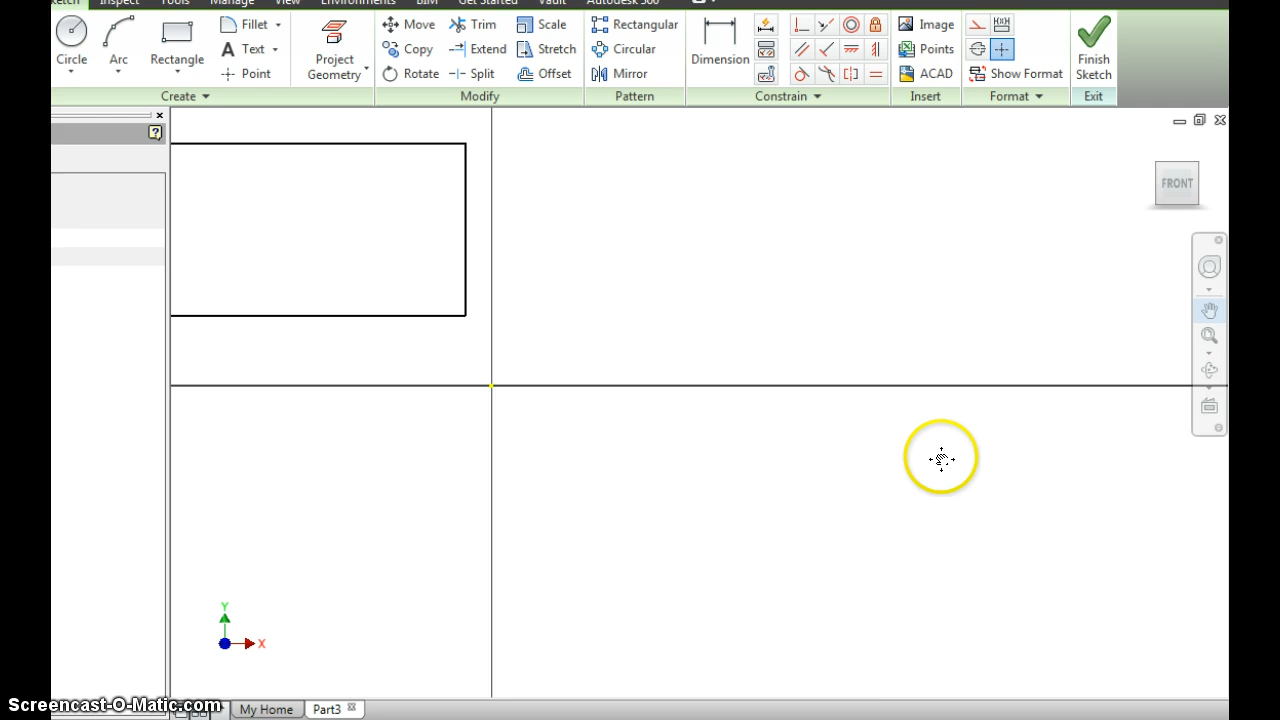 etch Inspect Tools Manage View Environments BIM Get Started Vault Autodesk 360
Circle Arc Rectangle Fillet Text Point Project Geometry Move Copy Rotate Trim Extend Split Scale Stretch Offset Rectangular Circular Mirror Dimension Image Points ACAD Show Format Finish Sketch
Create Modify Pattern Constrain Insert Format Exit
FRONT
Y
X
My Home Part3
Screencast-O-Matic.com